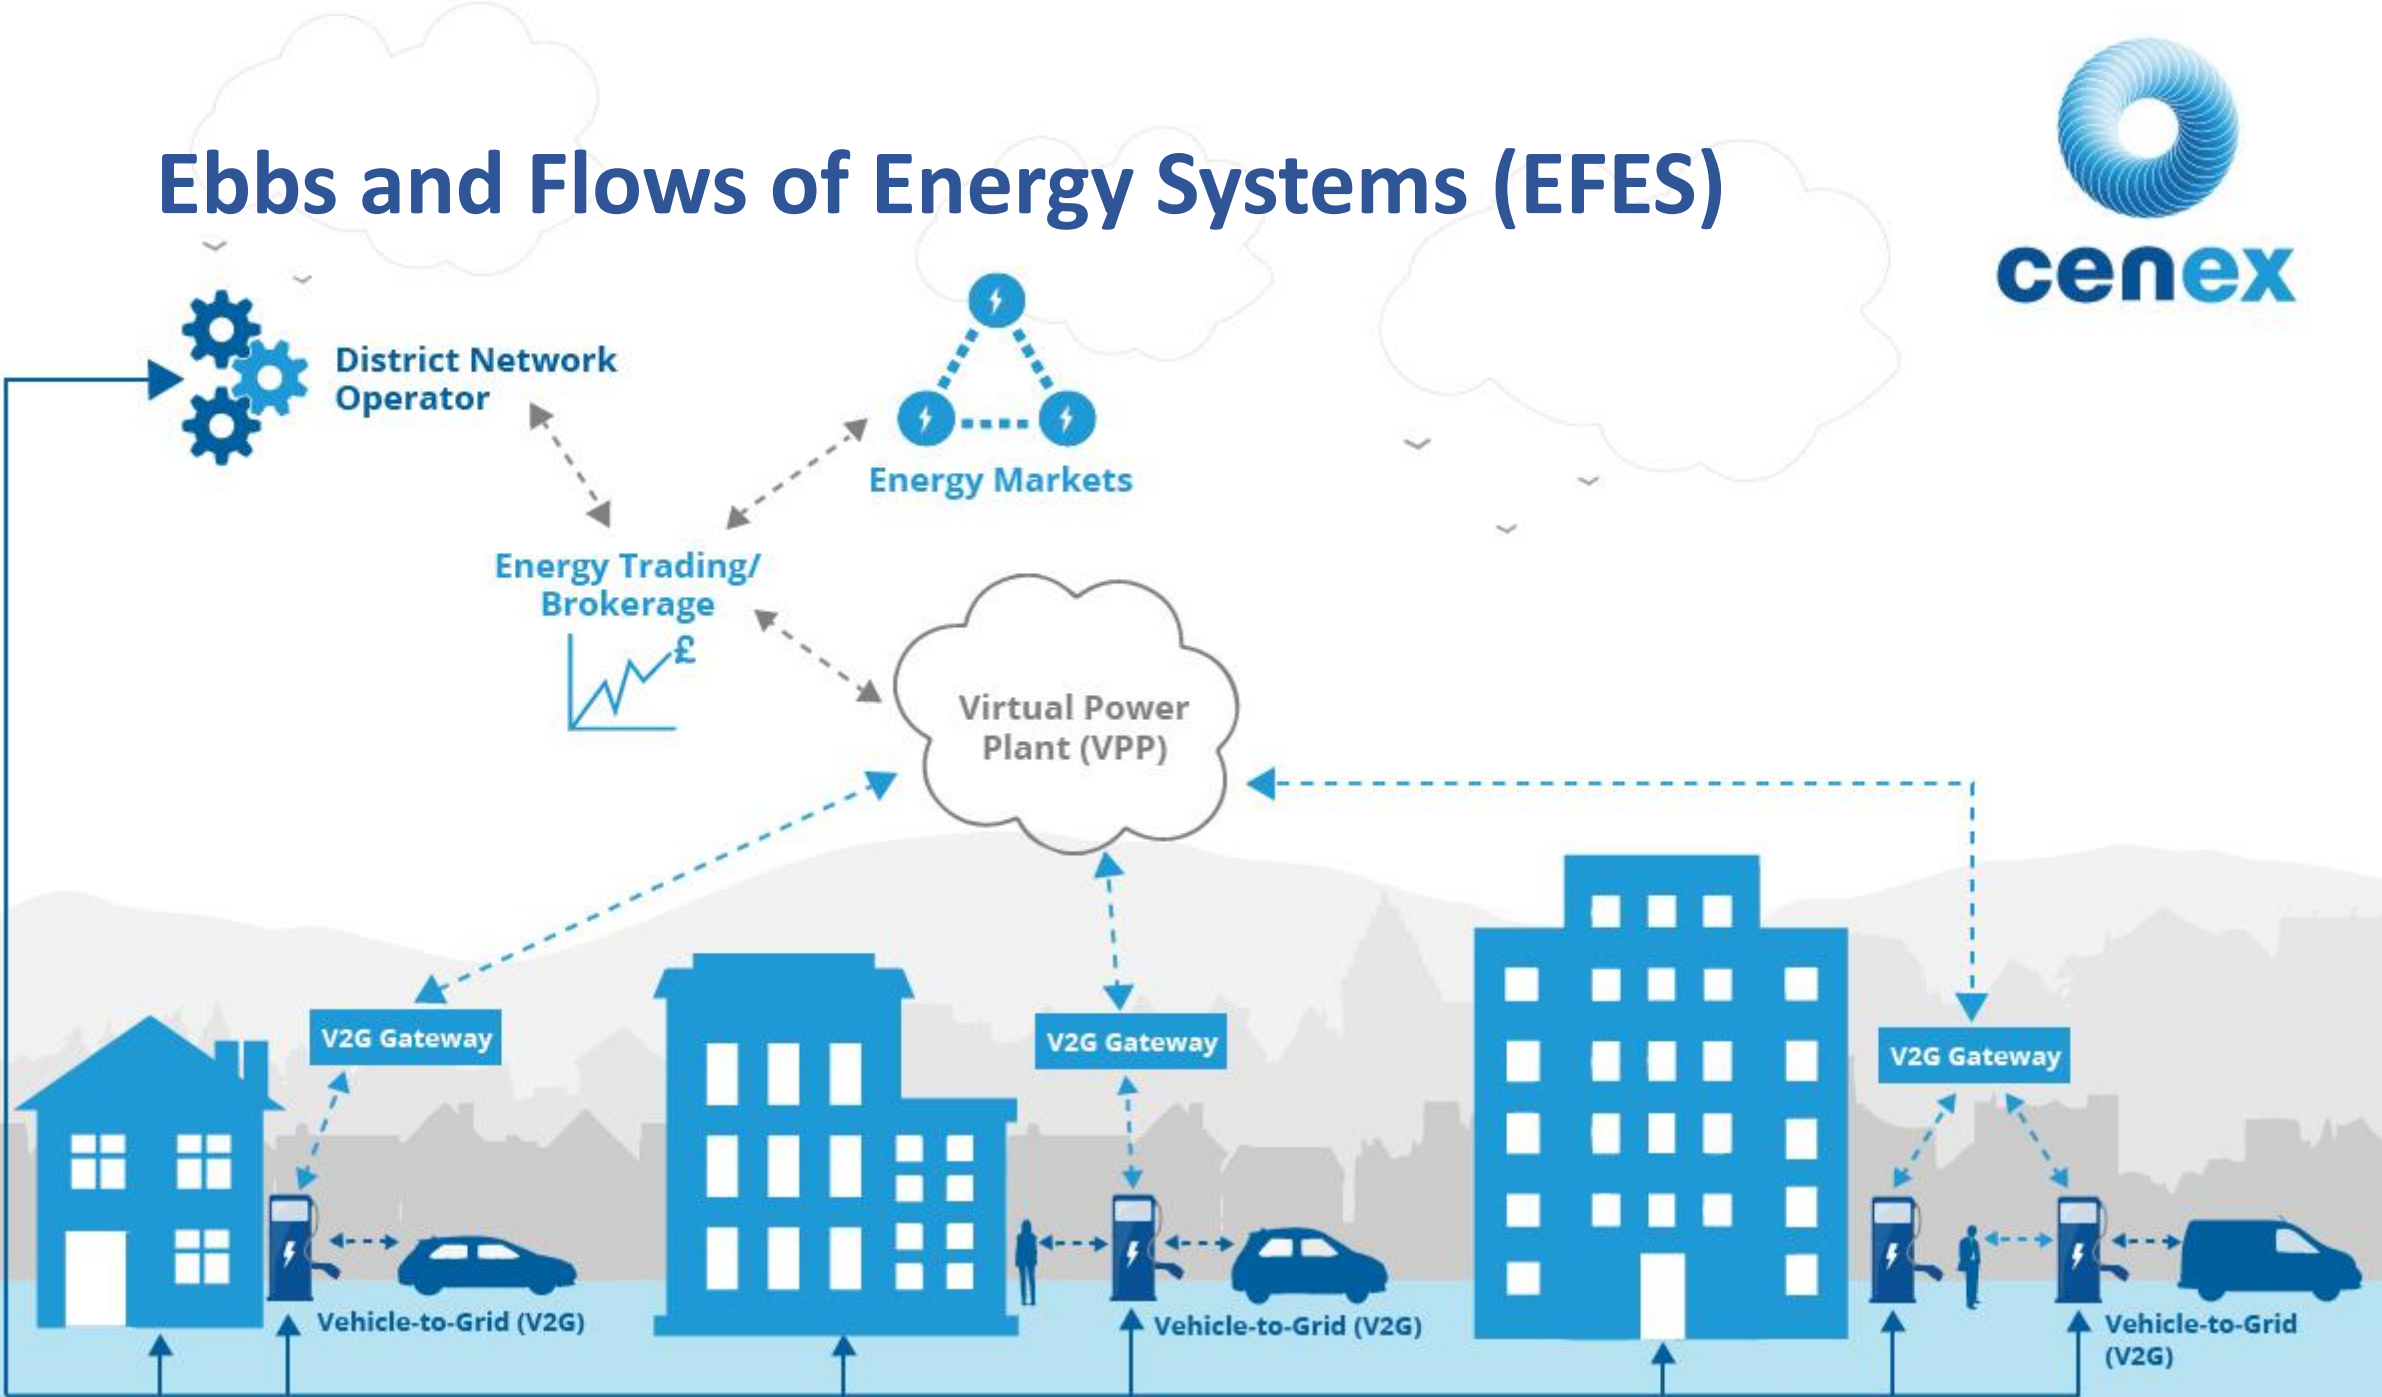 Ebbs and Flows of Energy Systems (EFES)
cenex
District Network
Operator
Energy Markets
Energy Trading/
Brokerage
£
Virtual Power
Plant (VPP)
V2G Gateway
V2G Gateway
V2G Gateway
Vehicle-to-Grid (V2G)
Vehicle-to-Grid (V2G)
Vehicle-to-Grid
(V2G)